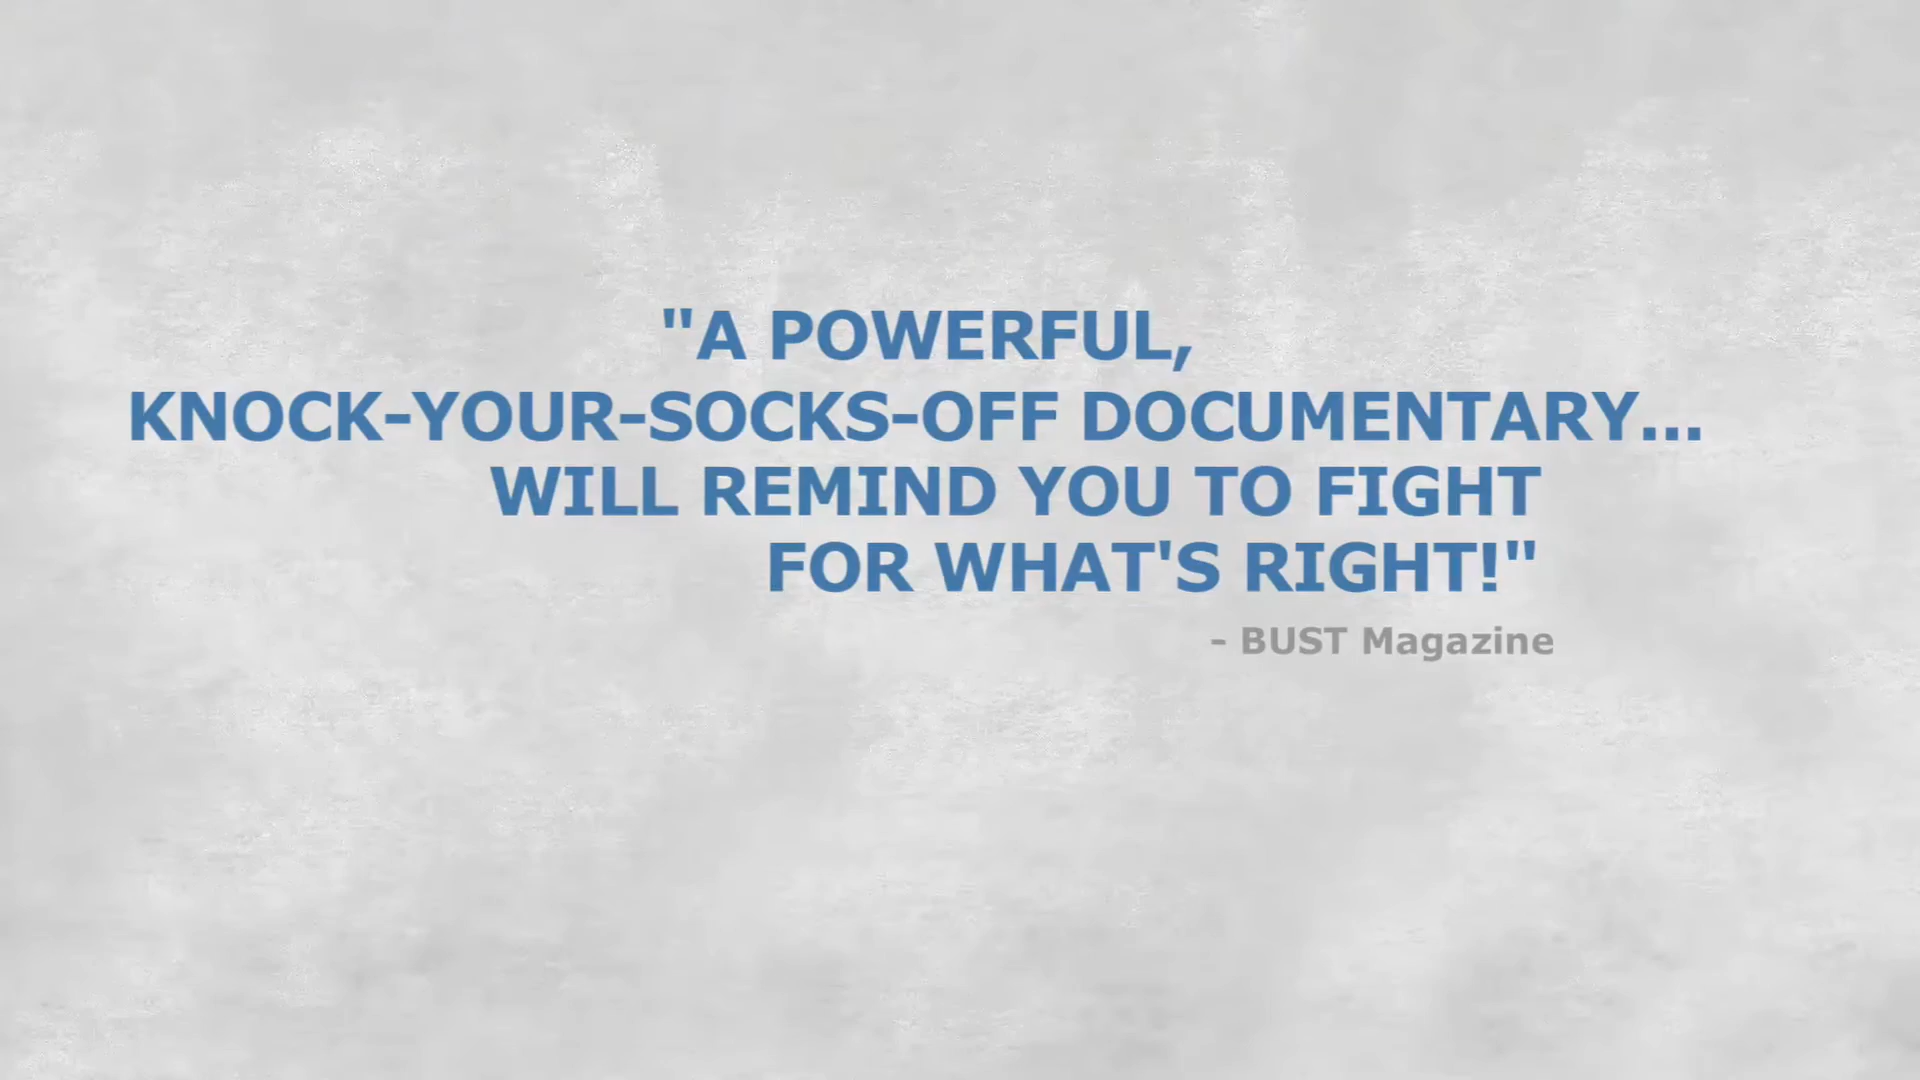 "A POWERFUL,
KNOCK-YOUR-SOCKS-OFF DOCUMENTARY...
WILL REMIND YOU TO FIGHT
FOR WHAT'S RIGHT!"
- BUST Magazine